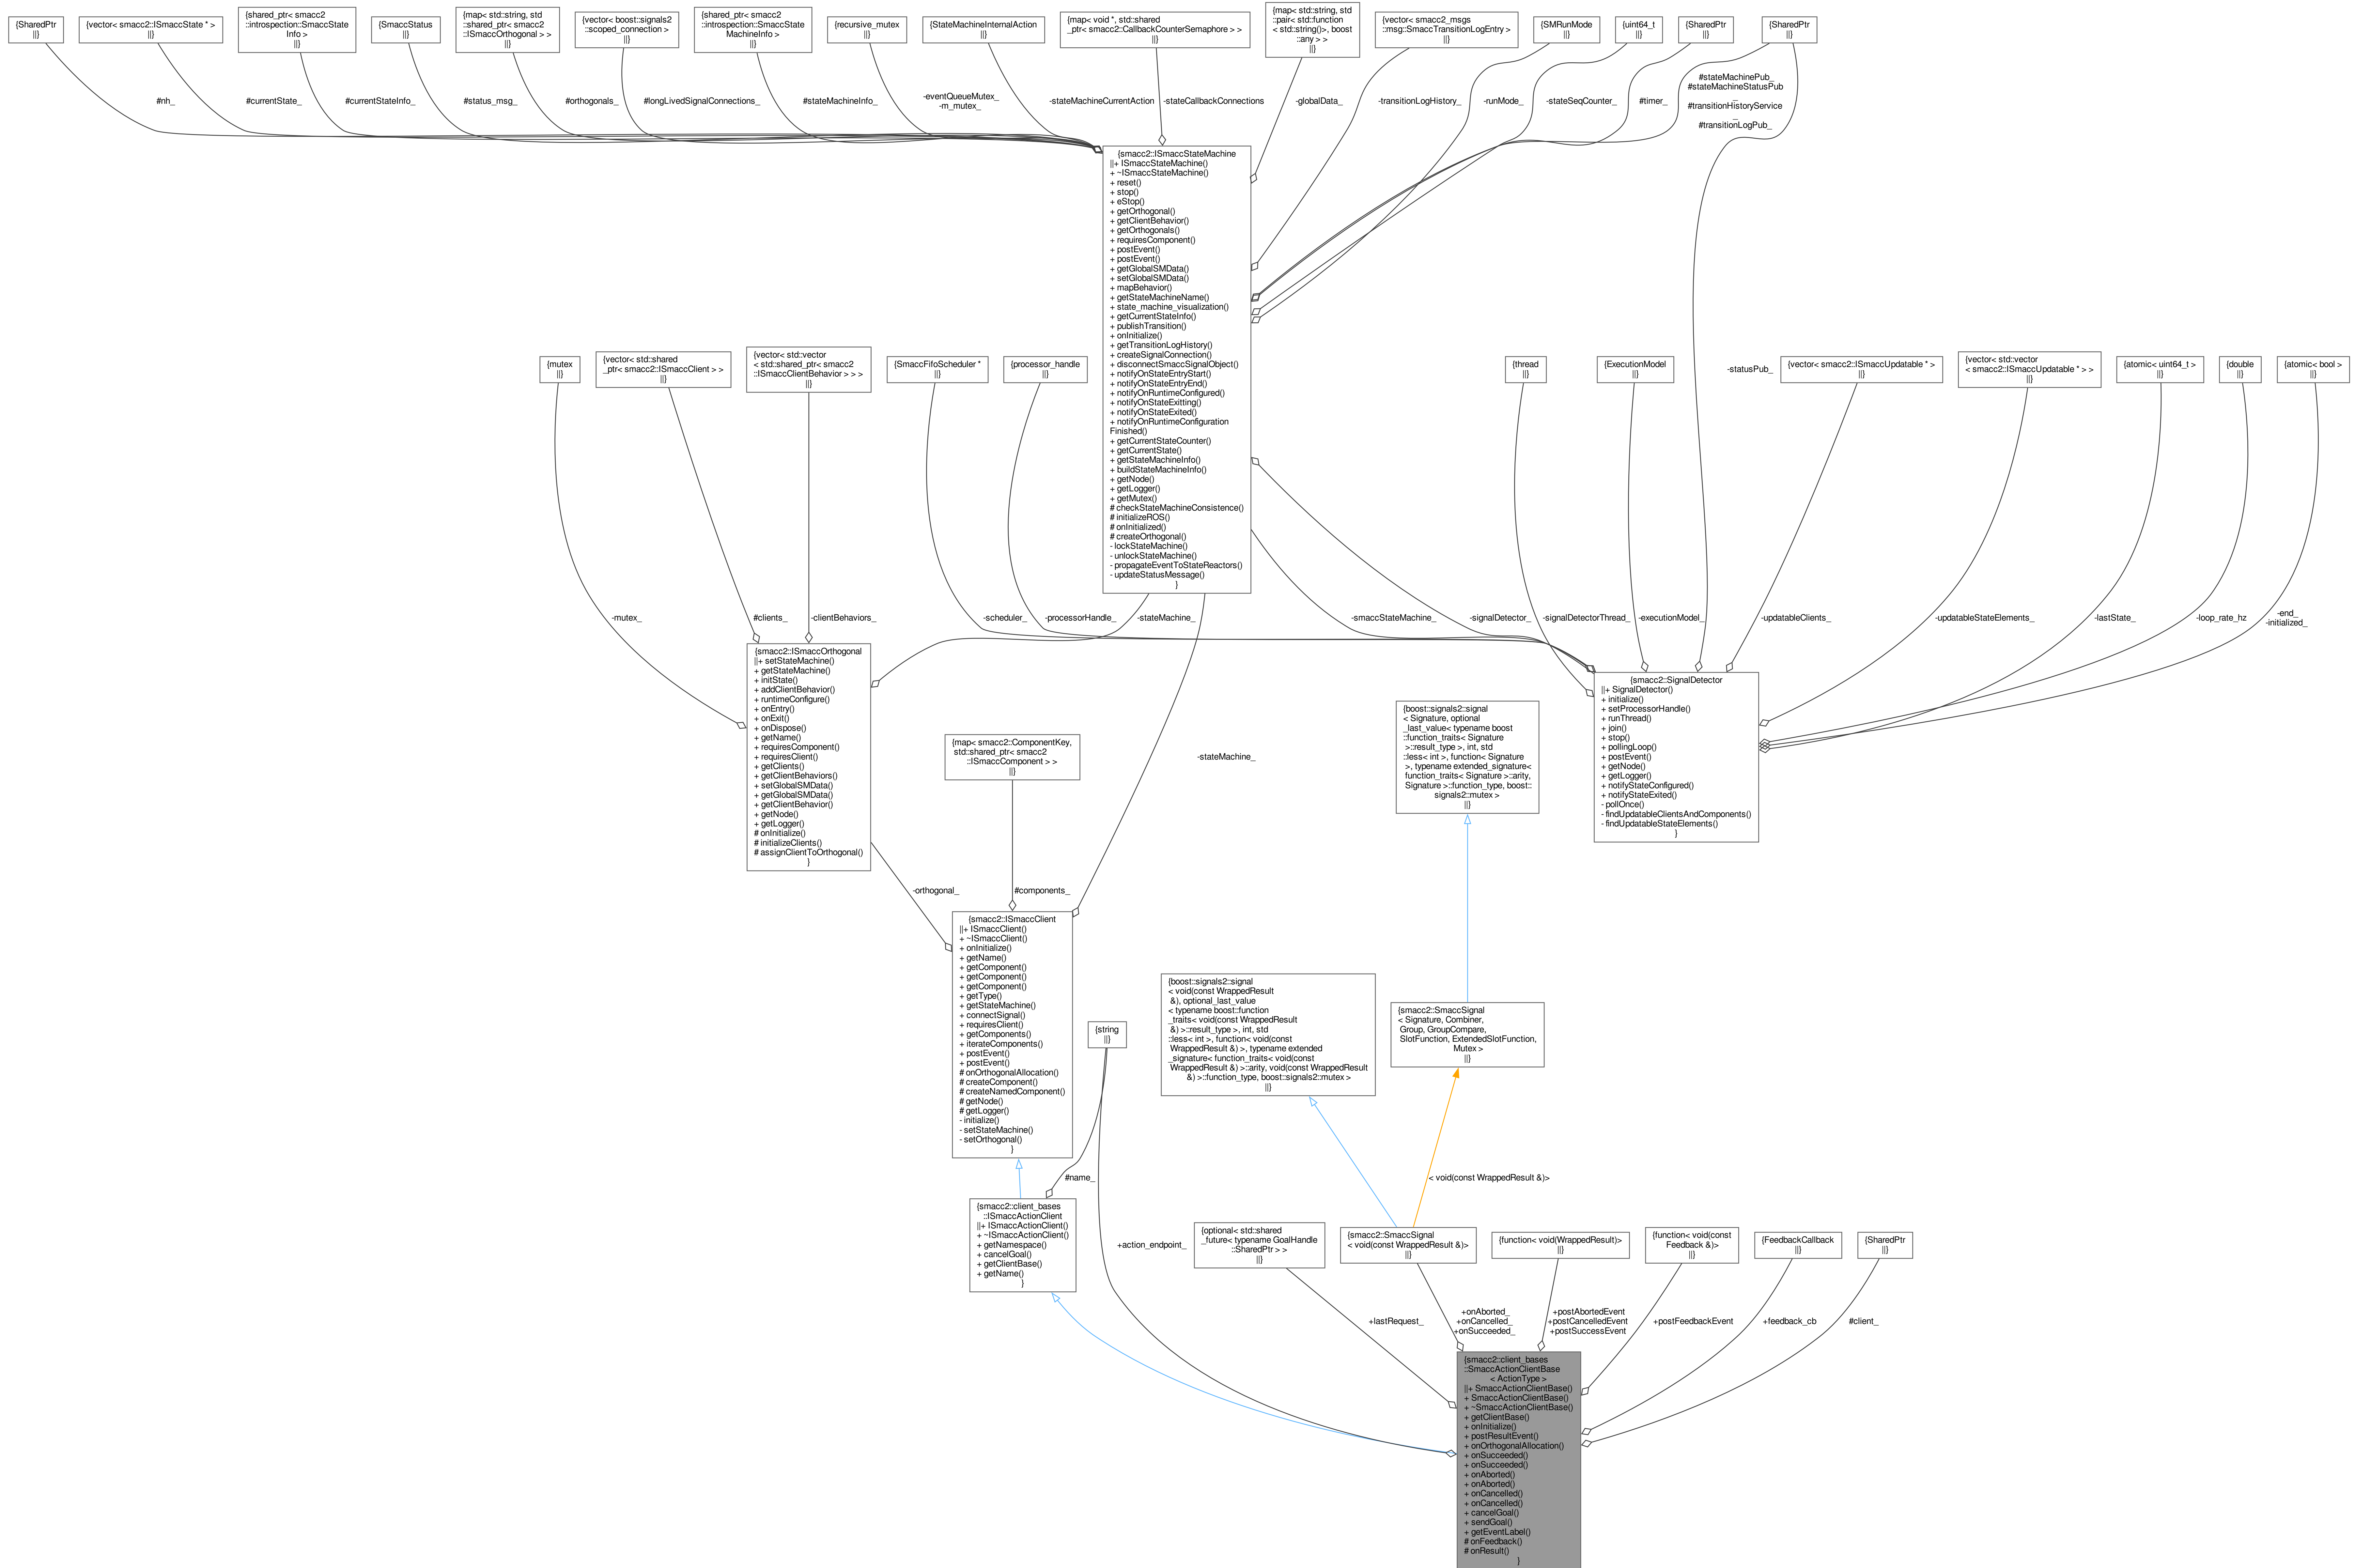 {SharedPtr
||}
{vector< smacc2::ISmaccState * >
||}
{shared_ptr< smacc2
::introspection::SmaccState
Info >
||}
{SmaccStatus
||}
{map< std::string, std
::shared_ptr< smacc2
::ISmaccOrthogonal > >
||}
{vector< boost::signals2
::scoped_connection >
||}
{shared_ptr< smacc2
::introspection::SmaccState
MachineInfo >
||}
{recursive_mutex
||}
{StateMachineInternalAction
||}
{map< void *, std::shared
_ptr< smacc2::CallbackCounterSemaphore > >
||}
{map< std::string, std
::pair< std::function
< std::string()>, boost
::any > >
||}
{vector< smacc2_msgs
::msg::SmaccTransitionLogEntry >
||}
{SMRunMode
||}
{uint64_t
||}
{SharedPtr
||}
{SharedPtr
||}
#nh_
#currentState_
#currentStateInfo_
#status_msg_
#orthogonals_
#longLivedSignalConnections_
#stateMachineInfo_
-eventQueueMutex_
-m_mutex_
-stateMachineCurrentAction
-stateCallbackConnections
-globalData_
-transitionLogHistory_
-runMode_
-stateSeqCounter_
#timer_
#stateMachinePub_
#stateMachineStatusPub
_
#transitionHistoryService
_
#transitionLogPub_
{smacc2::ISmaccStateMachine
||+ ISmaccStateMachine()
+ ~ISmaccStateMachine()
+ reset()
+ stop()
+ eStop()
+ getOrthogonal()
+ getClientBehavior()
+ getOrthogonals()
+ requiresComponent()
+ postEvent()
+ postEvent()
+ getGlobalSMData()
+ setGlobalSMData()
+ mapBehavior()
+ getStateMachineName()
+ state_machine_visualization()
+ getCurrentStateInfo()
+ publishTransition()
+ onInitialize()
+ getTransitionLogHistory()
+ createSignalConnection()
+ disconnectSmaccSignalObject()
+ notifyOnStateEntryStart()
+ notifyOnStateEntryEnd()
+ notifyOnRuntimeConfigured()
+ notifyOnStateExitting()
+ notifyOnStateExited()
+ notifyOnRuntimeConfiguration
Finished()
+ getCurrentStateCounter()
+ getCurrentState()
+ getStateMachineInfo()
+ buildStateMachineInfo()
+ getNode()
+ getLogger()
+ getMutex()
# checkStateMachineConsistence()
# initializeROS()
# onInitialized()
# createOrthogonal()
- lockStateMachine()
- unlockStateMachine()
- propagateEventToStateReactors()
- updateStatusMessage()
}
{mutex
||}
{vector< std::shared
_ptr< smacc2::ISmaccClient > >
||}
{vector< std::vector
< std::shared_ptr< smacc2
::ISmaccClientBehavior > > >
||}
{SmaccFifoScheduler *
||}
{processor_handle
||}
{thread
||}
{ExecutionModel
||}
-statusPub_
{vector< smacc2::ISmaccUpdatable * >
||}
{vector< std::vector
< smacc2::ISmaccUpdatable * > >
||}
{atomic< uint64_t >
||}
{double
||}
{atomic< bool >
||}
-mutex_
#clients_
-clientBehaviors_
-scheduler_
-processorHandle_
-stateMachine_
-smaccStateMachine_
-signalDetector_
-signalDetectorThread_
-executionModel_
-updatableClients_
-updatableStateElements_
-lastState_
-loop_rate_hz
-end_
-initialized_
{smacc2::ISmaccOrthogonal
||+ setStateMachine()
+ getStateMachine()
+ initState()
+ addClientBehavior()
+ runtimeConfigure()
+ onEntry()
+ onExit()
+ onDispose()
+ getName()
+ requiresComponent()
+ requiresClient()
+ getClients()
+ getClientBehaviors()
+ setGlobalSMData()
+ getGlobalSMData()
+ getClientBehavior()
+ getNode()
+ getLogger()
# onInitialize()
# initializeClients()
# assignClientToOrthogonal()
}
{smacc2::SignalDetector
||+ SignalDetector()
+ initialize()
+ setProcessorHandle()
+ runThread()
+ join()
+ stop()
+ pollingLoop()
+ postEvent()
+ getNode()
+ getLogger()
+ notifyStateConfigured()
+ notifyStateExited()
- pollOnce()
- findUpdatableClientsAndComponents()
- findUpdatableStateElements()
}
{map< smacc2::ComponentKey,
std::shared_ptr< smacc2
::ISmaccComponent > >
||}
-stateMachine_
{boost::signals2::signal
< Signature, optional
_last_value< typename boost
::function_traits< Signature
>::result_type >, int, std
::less< int >, function< Signature
>, typename extended_signature<
function_traits< Signature >::arity,
Signature >::function_type, boost::
signals2::mutex >
||}
-orthogonal_
#components_
{smacc2::ISmaccClient
||+ ISmaccClient()
+ ~ISmaccClient()
+ onInitialize()
+ getName()
+ getComponent()
+ getComponent()
+ getComponent()
+ getType()
+ getStateMachine()
+ connectSignal()
+ requiresClient()
+ getComponents()
+ iterateComponents()
+ postEvent()
+ postEvent()
# onOrthogonalAllocation()
# createComponent()
# createNamedComponent()
# getNode()
# getLogger()
- initialize()
- setStateMachine()
- setOrthogonal()
}
{string
||}
{boost::signals2::signal
< void(const WrappedResult
&), optional_last_value
< typename boost::function
_traits< void(const WrappedResult
&) >::result_type >, int, std
::less< int >, function< void(const
WrappedResult &) >, typename extended
_signature< function_traits< void(const
WrappedResult &) >::arity, void(const WrappedResult
&) >::function_type, boost::signals2::mutex >
||}
{smacc2::SmaccSignal
< Signature, Combiner,
Group, GroupCompare,
SlotFunction, ExtendedSlotFunction,
Mutex >
||}
#name_
< void(const WrappedResult &)>
{smacc2::client_bases
::ISmaccActionClient
||+ ISmaccActionClient()
+ ~ISmaccActionClient()
+ getNamespace()
+ cancelGoal()
+ getClientBase()
+ getName()
}
+action_endpoint_
{optional< std::shared
_future< typename GoalHandle
::SharedPtr > >
||}
{smacc2::SmaccSignal
< void(const WrappedResult &)>
||}
{function< void(WrappedResult)>
||}
{function< void(const
Feedback &)>
||}
{FeedbackCallback
||}
{SharedPtr
||}
+lastRequest_
+onAborted_
+onCancelled_
+onSucceeded_
+postAbortedEvent
+postCancelledEvent
+postSuccessEvent
+postFeedbackEvent
+feedback_cb
#client_
{smacc2::client_bases
::SmaccActionClientBase
< ActionType >
||+ SmaccActionClientBase()
+ SmaccActionClientBase()
+ ~SmaccActionClientBase()
+ getClientBase()
+ onInitialize()
+ postResultEvent()
+ onOrthogonalAllocation()
+ onSucceeded()
+ onSucceeded()
+ onAborted()
+ onAborted()
+ onCancelled()
+ onCancelled()
+ cancelGoal()
+ sendGoal()
+ getEventLabel()
# onFeedback()
# onResult()
}